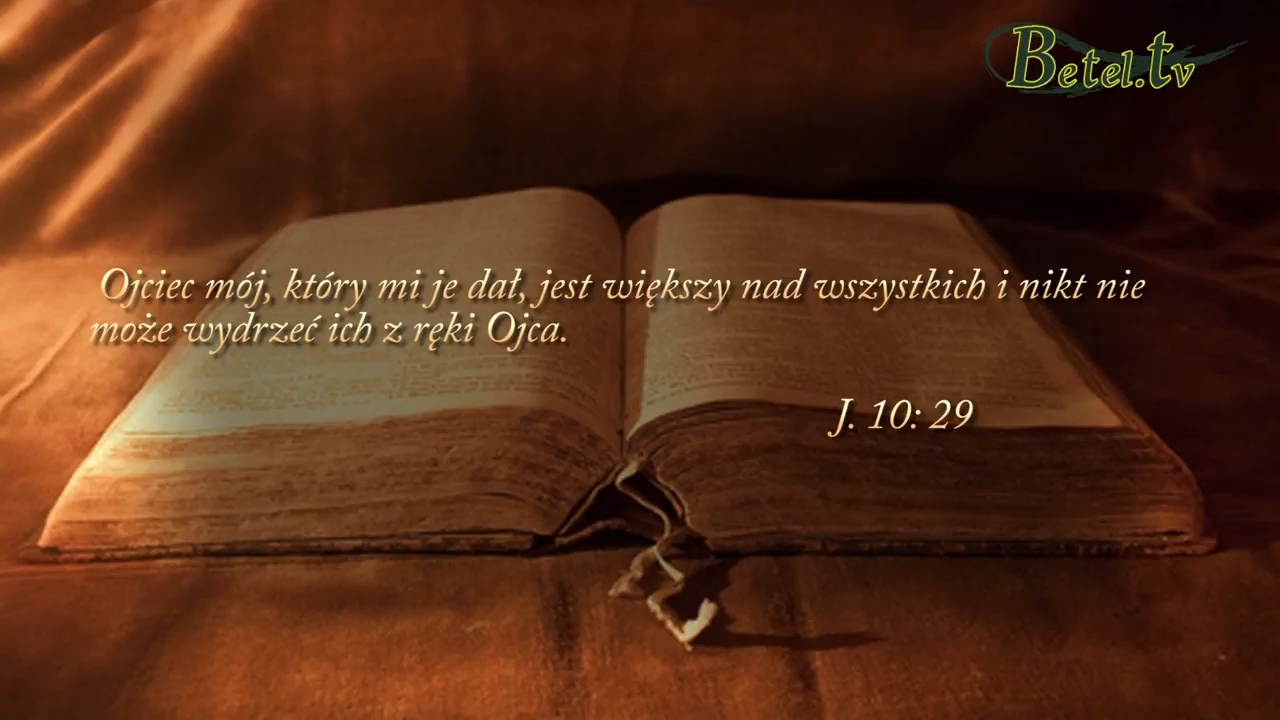 Betel.tv
Ojciec mój, który mi je dał, jest większy nad wszystkich i nikt nie
może wydrzeć ich z ręki Ojca.
J. 10: 29